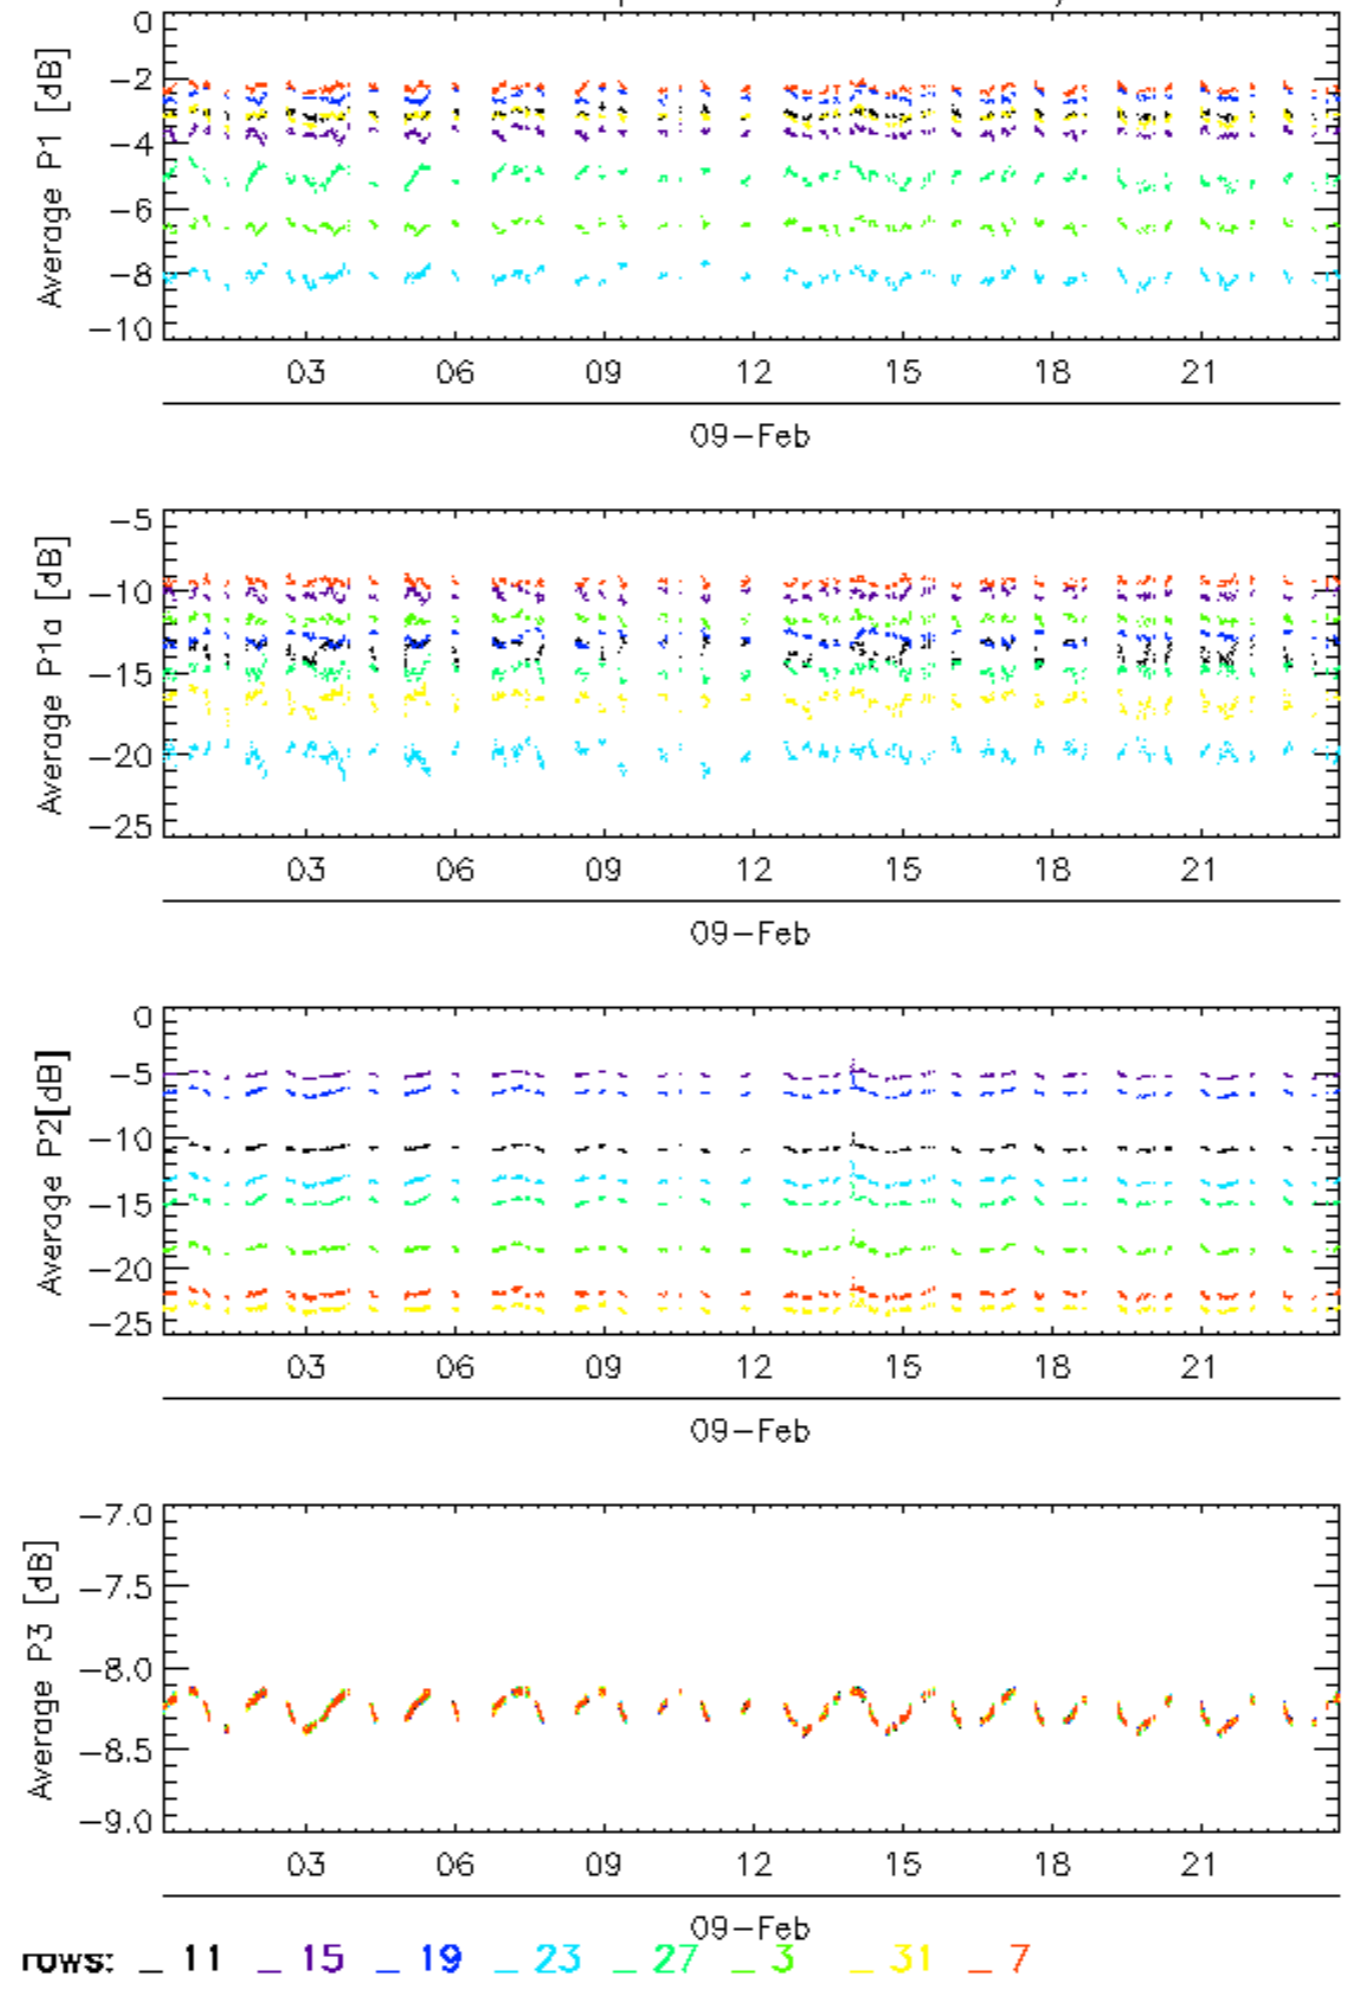 0
−2
−4
−6
−8
−10
Average P1 [dB]
03 06 09 12 15 18 21
09−Feb
−5
−10
−15
−20
−25
Average P1a [dB]
03 06 09 12 15 18 21
09−Feb
0
−5
−10
−15
−20
−25
Average P2[dB]
03 06 09 12 15 18 21
09−Feb
−7.0
−7.5
−8.0
−8.5
−9.0
Average P3 [dB]
03 06 09 12 15 18 21
09−Feb
rows: _ 11 _ 15 _ 19 _ 23 _ 27 _ 3 _ 31 _ 7